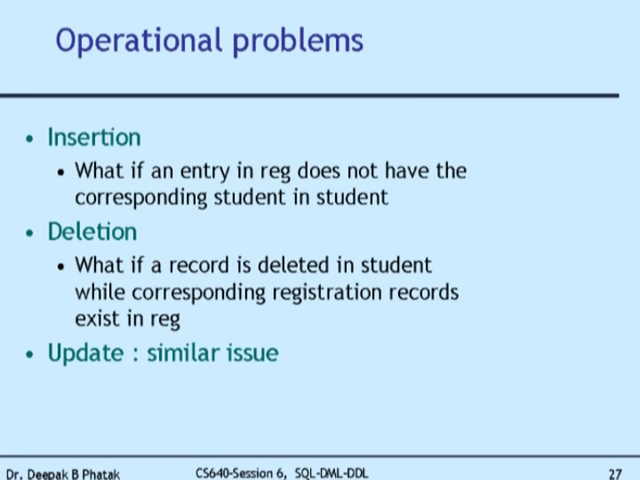 Operational problems
• Insertion
• What if an entry in reg does not have the
corresponding student in student
• Deletion
• What if a record is deleted in student
while corresponding registration records
exist in reg
• Update : similar issue
Dr. Deepak B Phatak CS640-Session 6, SQL-DML-DDL 27